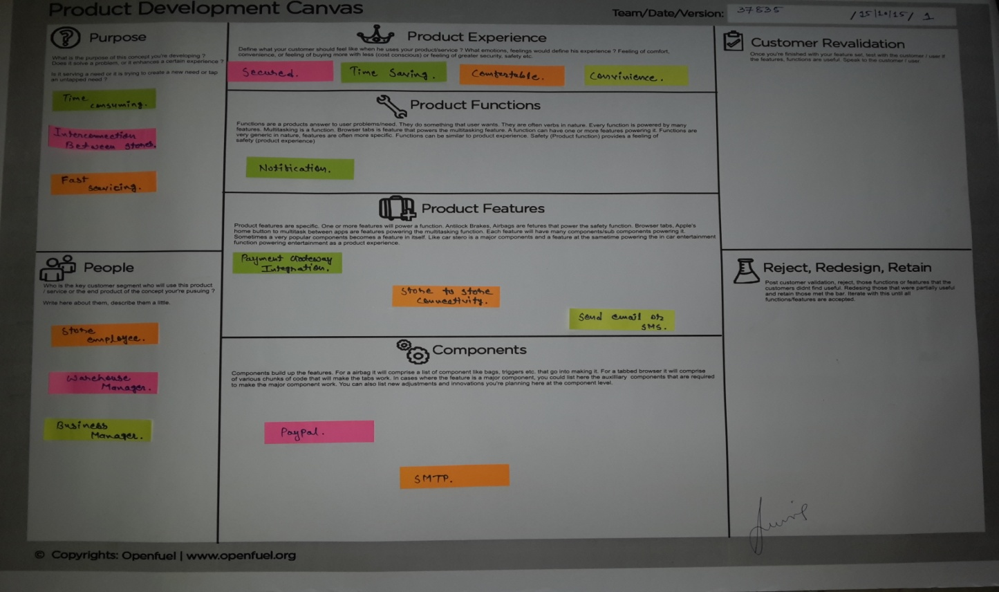 Product Development Canvas
Team/Date/Version: 37835 /25/10/15/ 1
Purpose
What is the purpose of this concept you're developing ?
Does it solve a problem, or it enhances a certain experience ?
Is it serving a need or it is trying to create a new need or tap
an untapped need ?
Time
consuming.
Interconnection
Between stores.
Fast
servicing.
People
Who is the key customer segment who will use this product
/ service or the end product of the concept your're pusuing ?
Write here about them, describe them a little.
Store
employee.
Warehouse
Manager.
Business
Manager.
Product Experience
Define what your customer should feel like when he uses your product/service ? What emotions, feelings would define his experience ? Feeling of comfort,
convenience, or feeling of buying more with less (cost conscious) or feeling of greater security, safety etc.
Secured.
Time Saving.
Comfortable.
Convinience.
Product Functions
Functions are a products answer to user problems/need. They do something that user wants. They are often verbs in nature. Every function is powered by many
features. Multitasking is a function. Browser tabs is feature that powers the multitasking feature. A function can have one or more features powering it. Functions are
very generic in nature, features are often more specific. Functions can be similar to product experience. Safety (Product function) provides a feeling of
safety (product experience)
Notification.
Product Features
Product features are specific. One or more features will power a function. Antilock Brakes, Airbags are fetures that power the safety function. Browser tabs, Apple's
home button to multitask between apps are features powering the multitasking function. Each feature will have many components/sub components powering it.
Sometimes a very popular components becomes a feature in itself. Like car stero is a major components and a feature at the sametime powering the in car entertainment
function powering entertainment as a product experience.
Payment Gateway
Integration.
Store to store
connectivity.
Send email or
SMS.
Components
Components build up the features. For a airbag it will comprise a list of component like bags, triggers etc. that go into making it. For a tabbed browser it will comprise
of various chunks of code that will make the tabs work. In cases where the feature is a major component, you could list here the auxilliary components that are required
to make the major component work. You can also list new adjustments and innovations you're planning here at the component level.
Paypal.
SMTP.
Customer Revalidation
Once you're finished with your feature set, test with the customer / user if
the features, functions are useful. Speak to the customer / user.
Reject, Redesign, Retain
Post customer validation, reject, those functions or features that the
customers didnt find useful. Redesing those that were partially useful
and retain those met the bar. Iterate with this until all
functions/features are accepted.
© Copyrights: Openfuel | www.openfuel.org